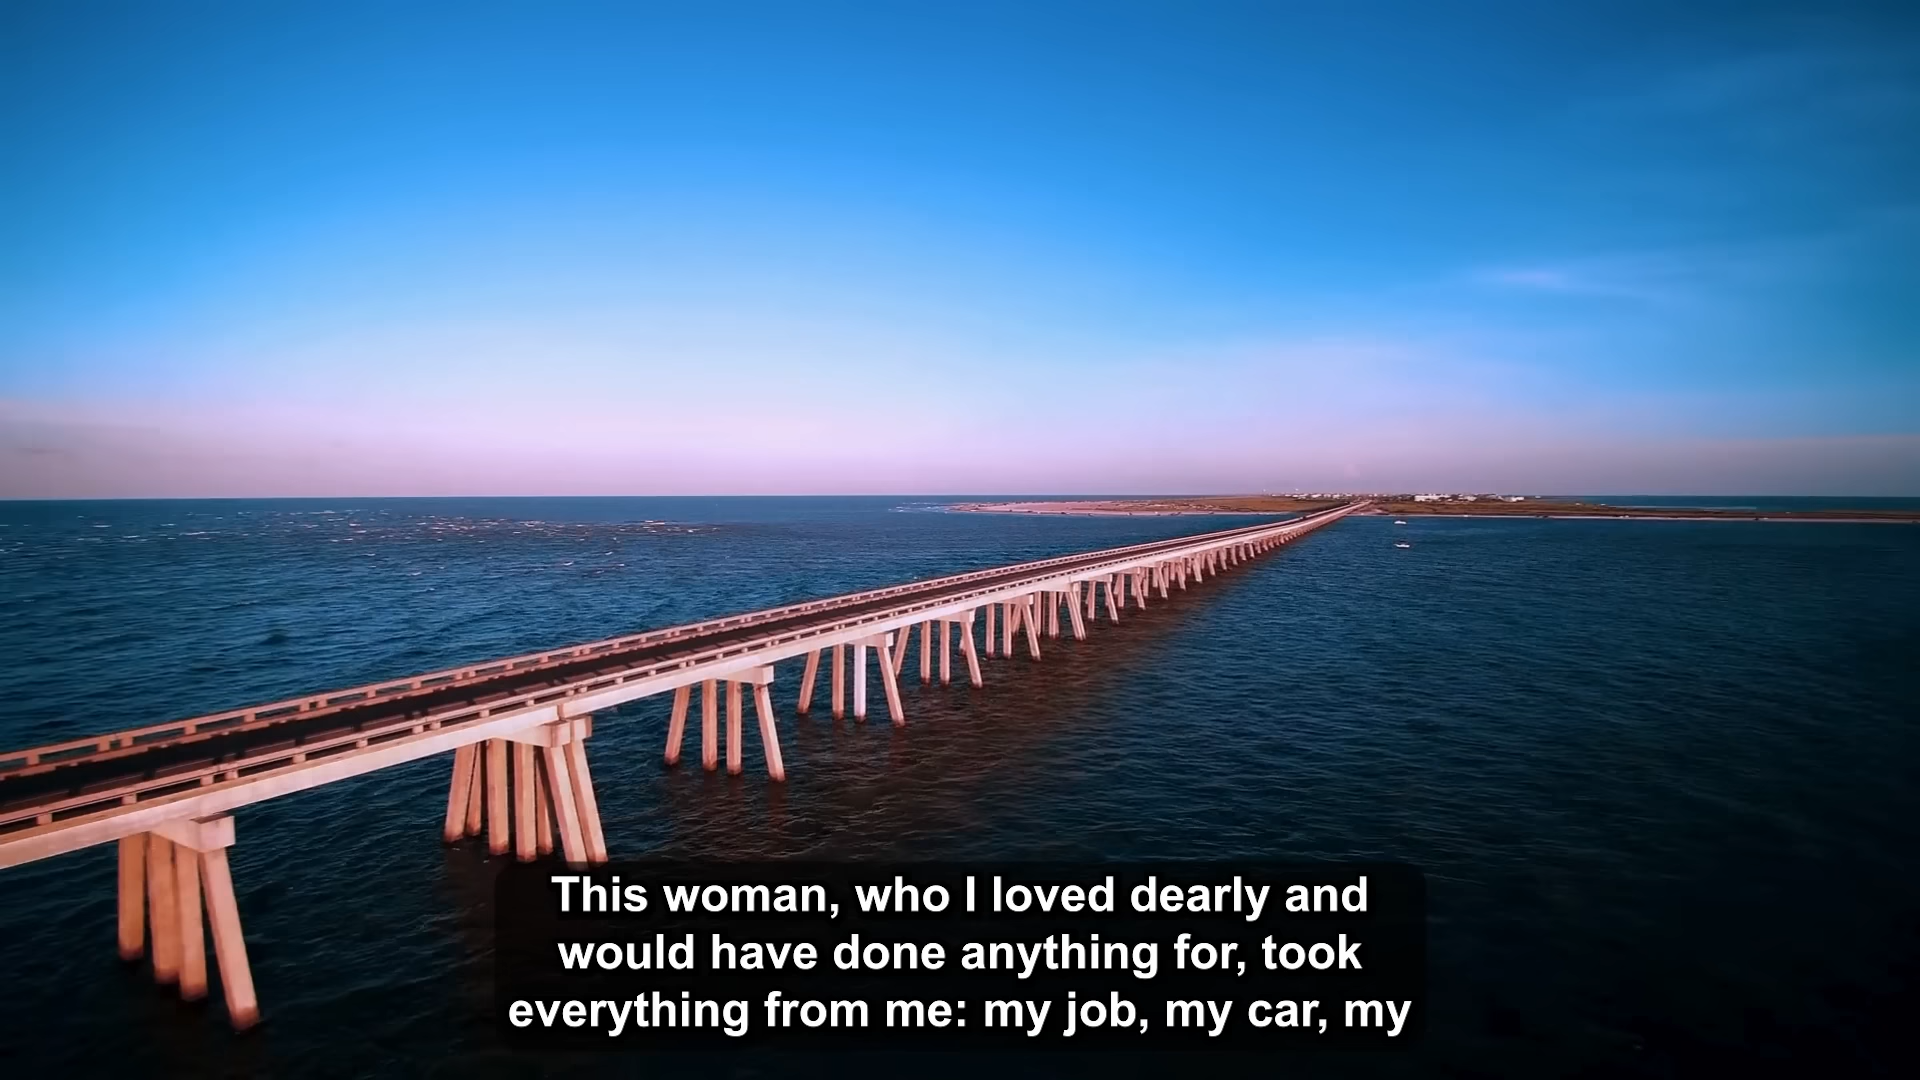 This woman, who I loved dearly and
would have done anything for, took
everything from me: my job, my car, my